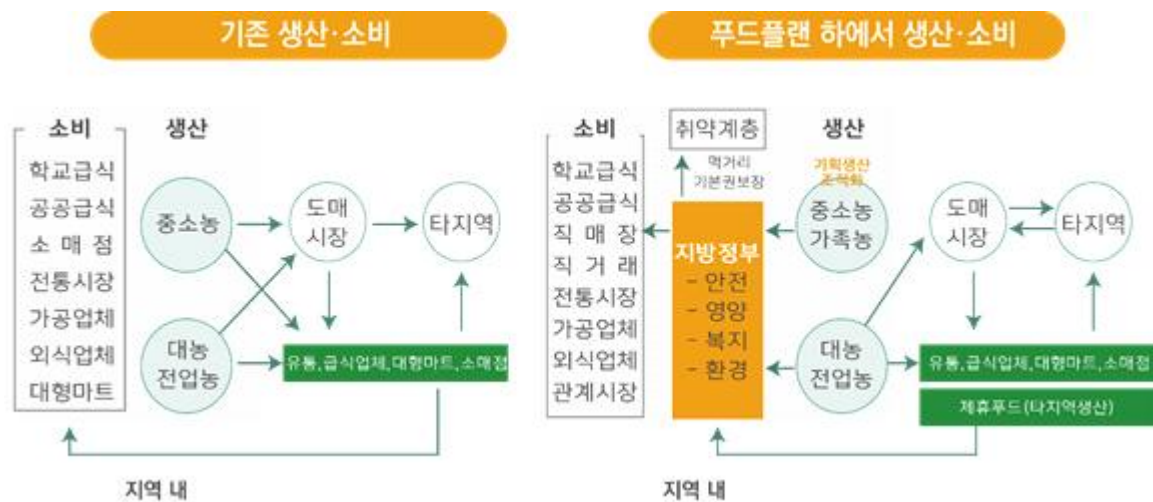 기존 생산·소비
소비
생산
학교급식
공공급식
소 매 점
전통시장
가공업체
외식업체
대형마트
중소농
대농
전업농
도매
시장
타지역
유통,급식업체,대형마트,소매점
지역 내
푸드플랜 하에서 생산·소비
소비
취약계층
생산
학교급식
공공급식
직 매 장
직 거 래
전통시장
가공업체
외식업체
관계시장
먹거리
기본권보장
지방정부
- 안전
- 영양
- 복지
- 환경
기획생산
조직화
중소농
가족농
대농
전업농
도매
시장
타지역
유통,급식업체,대형마트,소매점
제휴푸드(타지역생산)
지역 내